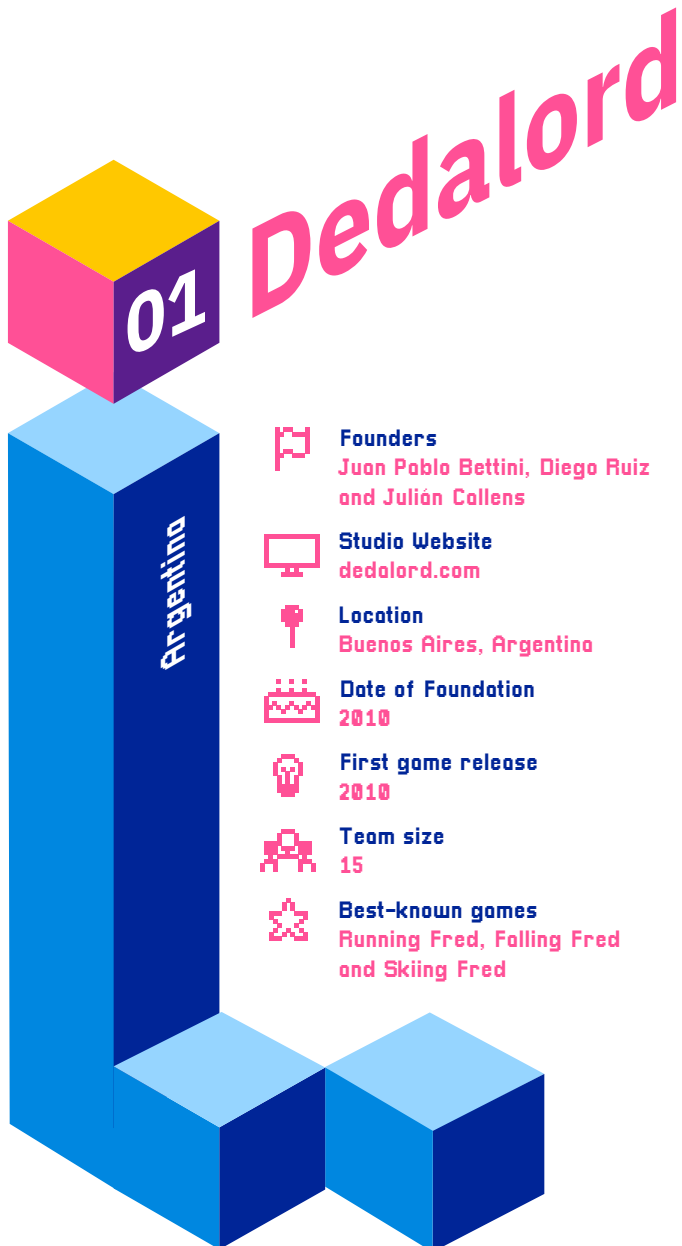 Dedalord
01
Argentina
Founders
Juan Pablo Bettini, Diego Ruiz
and Julián Callens
Studio Website
dedalord.com
Location
Buenos Aires, Argentina
Date of Foundation
2010
First game release
2010
Team size
15
Best-known games
Running Fred, Falling Fred
and Skiing Fred